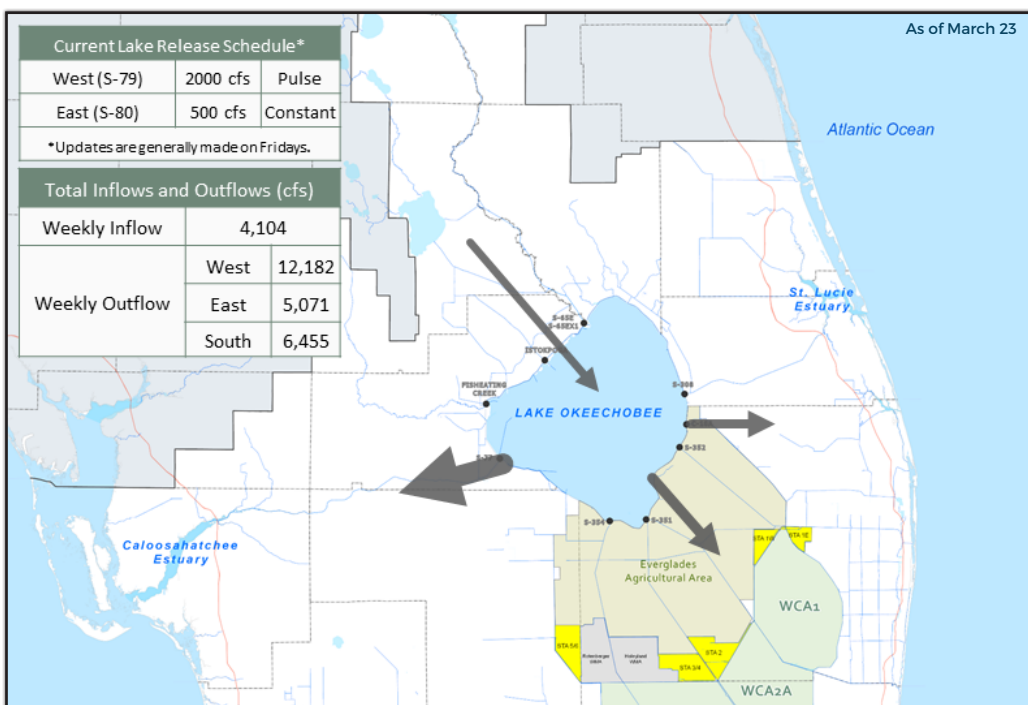 As of March 23
Current Lake Release Schedule*
West (S-79) 2000 cfs Pulse
East (S-80) 500 cfs Constant
*Updates are generally made on Fridays.
Total Inflows and Outflows (cfs)
Weekly Inflow 4,104
Weekly Outflow
West 12,182
East 5,071
South 6,455
Atlantic Ocean
St. Lucie
Estuary
S-65E
S-65EX1
FISHEATING
CREEK
S-308
LAKE OKEECHOBEE
S-352
S-354
S-351
Caloosahatchee
Estuary
Everglades
Agricultural Area
STA 1W
STA 1E
WCA1
STA 5/6
Holeyland
WMA
STA 2
STA 3/4
WCA2A